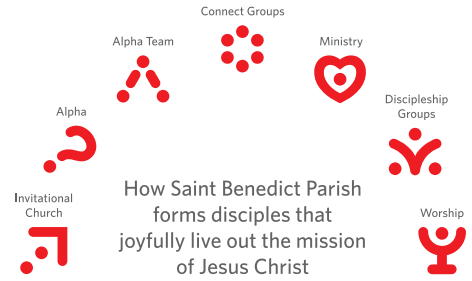 Connect Groups
Alpha Team
Ministry
Alpha
Discipleship
Groups
Invitational
Church
Worship
How Saint Benedict Parish
forms disciples that
joyfully live out the mission
of Jesus Christ